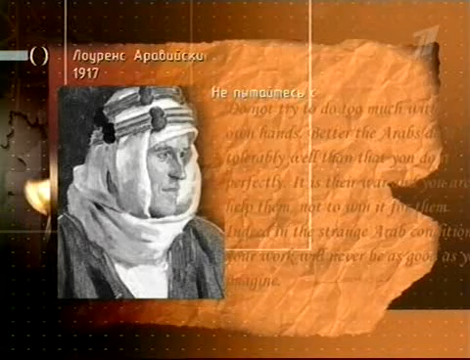 Лоуренс Аравийски
1917
Не пытайтесь с
Do not try to do too much wit
own hands. Better the Arabs d
tolerably well than that you do
perfectly. It is their war and you are
help them, not to win it for them.
Indeed in the strange Arab condition
your work will never be as good as y
imagine.